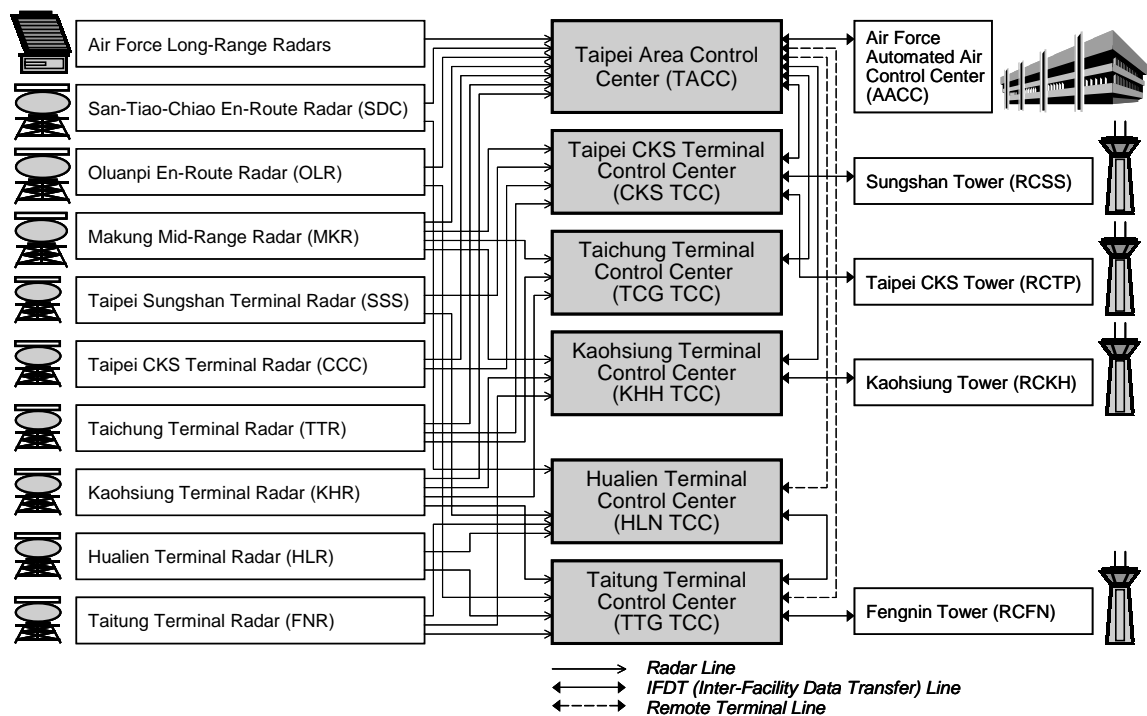 Air Force Long-Range Radars
San-Tiao-Chiao En-Route Radar (SDC)
Oluanpi En-Route Radar (OLR)
Makung Mid-Range Radar (MKR)
Taipei Sungshan Terminal Radar (SSS)
Taipei CKS Terminal Radar (CCC)
Taichung Terminal Radar (TTR)
Kaohsiung Terminal Radar (KHR)
Hualien Terminal Radar (HLR)
Taitung Terminal Radar (FNR)
Taipei Area Control
Center (TACC)
Taipei CKS Terminal
Control Center
(CKS TCC)
Taichung Terminal
Control Center
(TCG TCC)
Kaohsiung Terminal
Control Center
(KHH TCC)
Hualien Terminal
Control Center
(HLN TCC)
Taitung Terminal
Control Center
(TTG TCC)
Air Force
Automated Air
Control Center
(AACC)
Sungshan Tower (RCSS)
Taipei CKS Tower (RCTP)
Kaohsiung Tower (RCKH)
Fengnin Tower (RCFN)
Radar Line
IFDT (Inter-Facility Data Transfer) Line
Remote Terminal Line